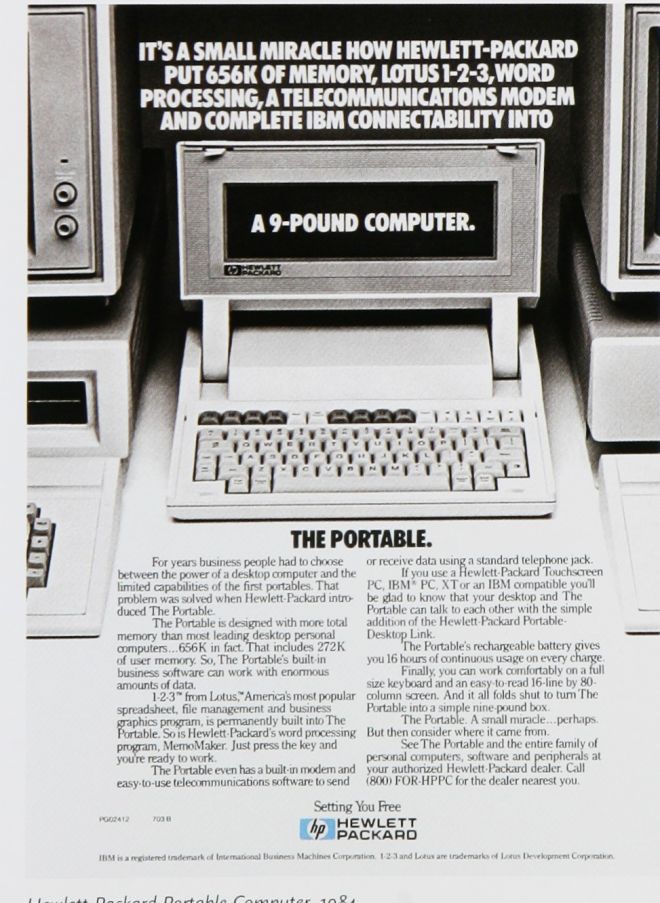 IT'S A SMALL MIRACLE HOW HEWLETT-PACKARD
PUT 656K OF MEMORY, LOTUS 1-2-3, WORD
PROCESSING, A TELECOMMUNICATIONS MODEM
AND COMPLETE IBM CONNECTABILITY INTO
A 9-POUND COMPUTER.
hp HEWLETT
PACKARD
THE PORTABLE.
For years business people had to choose
between the power of a desktop computer and the
limited capabilities of the first portables. That
problem was solved when Hewlett-Packard intro-
duced The Portable.
The Portable is designed with more total
memory than most leading desktop personal
computers...656K in fact. That includes 272K
of user memory. So, The Portable's built-in
business software can work with enormous
amounts of data.
1-2-3™ from Lotus,™ America's most popular
spreadsheet, file management and business
graphics program, is permanently built into The
Portable. So is Hewlett-Packard's word processing
program, MemoMaker. Just press the key and
you're ready to work.
The Portable even has a built-in modem and
easy-to-use telecommunications software to send
or receive data using a standard telephone jack.
If you use a Hewlett-Packard Touchscreen
PC, IBM® PC, XT or an IBM compatible you'll
be glad to know that your desktop and The
Portable can talk to each other with the simple
addition of the Hewlett-Packard Portable-
Desktop Link.
The Portable's rechargeable battery gives
you 16 hours of continuous usage on every charge.
Finally, you can work comfortably on a full
size keyboard and an easy-to-read 16-line by 80-
column screen. And it all folds shut to turn The
Portable into a simple nine-pound box.
The Portable. A small miracle...perhaps.
But then consider where it came from.
See The Portable and the entire family of
personal computers, software and peripherals at
your authorized Hewlett-Packard dealer. Call
(800) FOR-HPPC for the dealer nearest you.
Setting You Free
hp HEWLETT
PACKARD
PG02412 703 B
IBM is a registered trademark of International Business Machines Corporation. 1-2-3 and Lotus are trademarks of Lotus Development Corporation.
Hewlett-Packard Portable Computer, 1984